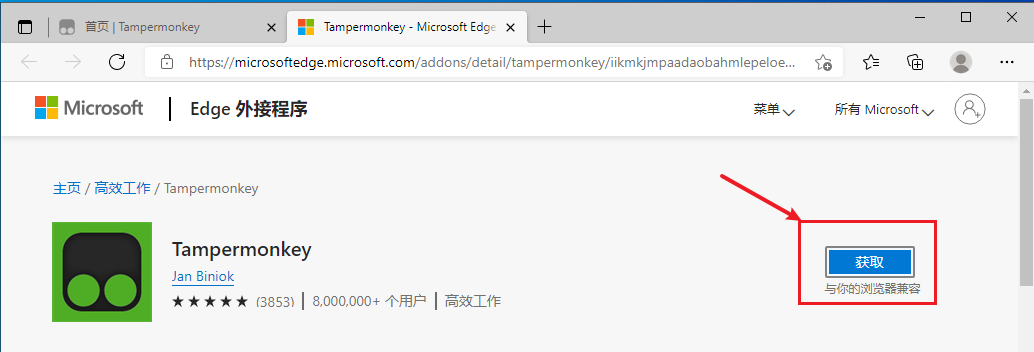 首页 | Tampermonkey
Tampermonkey - Microsoft Edge
https://microsoftedge.microsoft.com/addons/detail/tampermonkey/iikmkjmpaadaobahmlepeloe...
Microsoft
Edge 外接程序
菜单
所有 Microsoft
主页 / 高效工作 / Tampermonkey
Tampermonkey
Jan Biniok
★★★★★ (3853) | 8,000,000+ 个用户 | 高效工作
获取
与你的浏览器兼容